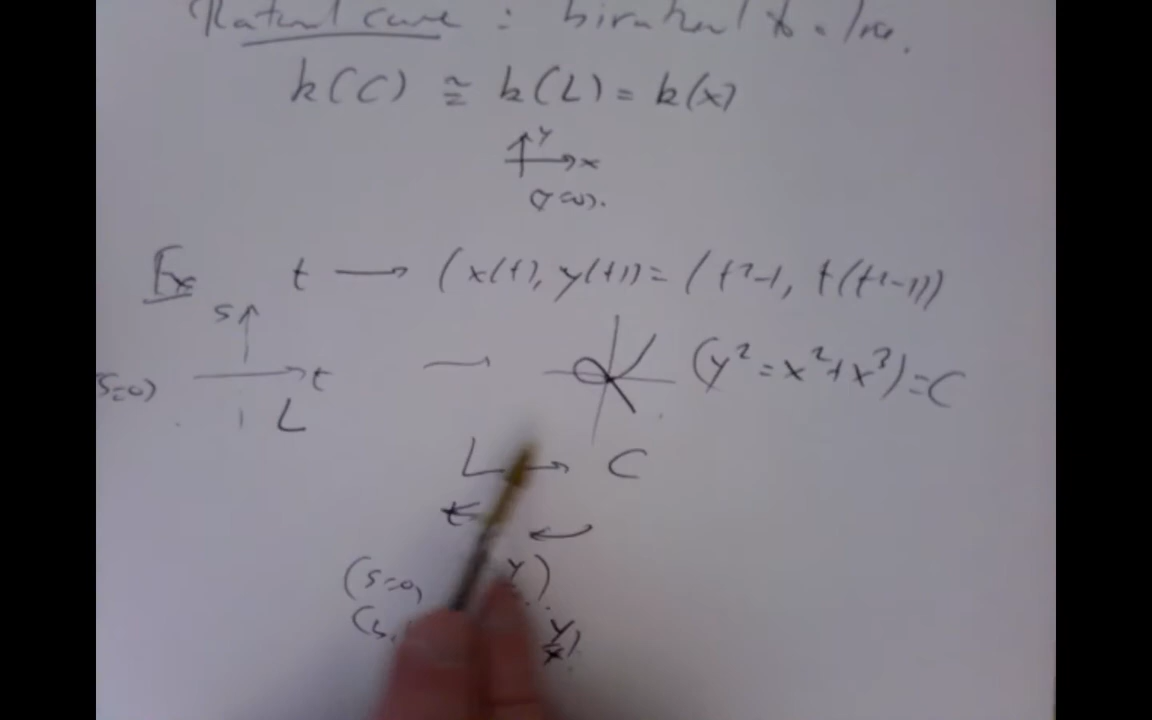 Rational curve : birational to a line.
k(C) ≅ k(L) = k(x)
y
x
Ex t → (x(t), y(t)) = (t²-1, t(t²-1))
s
(s=0) t → (y² = x² + x³) = C
L
L → C
t ←
(s=0, y)
(s, y/x)